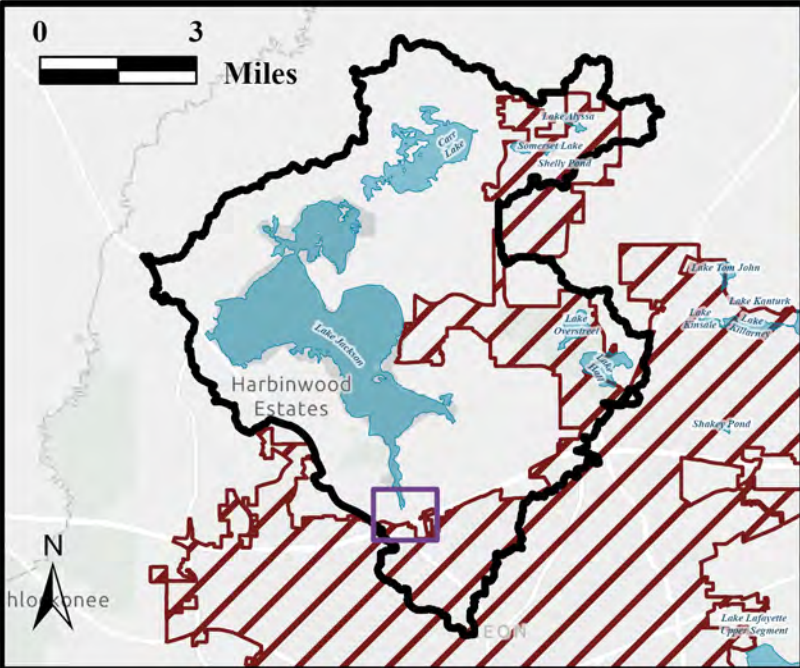 0 3
Miles
Lake Alyssa
Carr
Lake
Somerset Lake
Shelly Pond
Lake Tom John
Lake Kanturk
Lake
Kinsale
Lake
Killarney
Lake
Overstreet
Lake Jackson
Lake
Harbinwood
Estates
Shakey Pond
N
hlockonee
EON
Lake Lafayette
Upper Segment